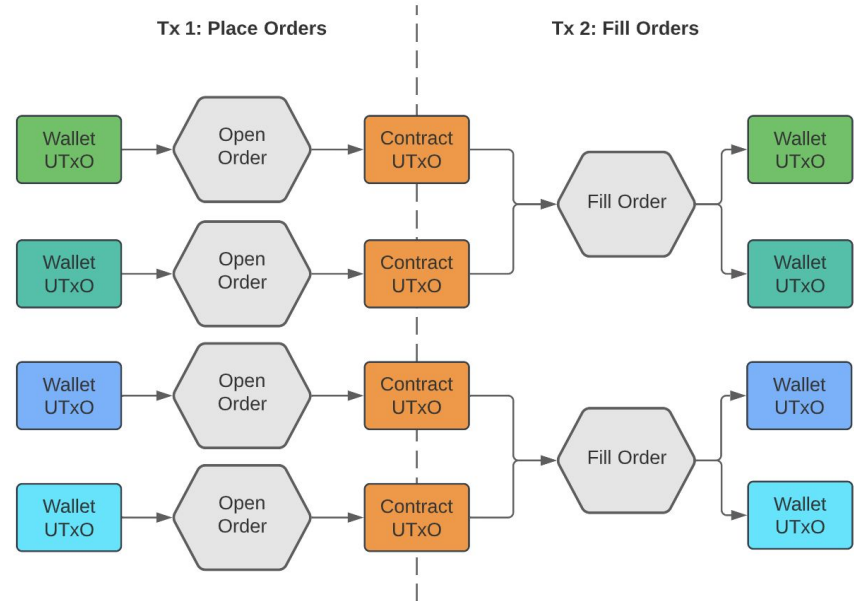 Tx 1: Place Orders
Tx 2: Fill Orders
Wallet
UTxO
Open
Order
Contract
UTxO
Wallet
UTxO
Open
Order
Contract
UTxO
Fill Order
Wallet
UTxO
Wallet
UTxO
Wallet
UTxO
Open
Order
Contract
UTxO
Wallet
UTxO
Open
Order
Contract
UTxO
Fill Order
Wallet
UTxO
Wallet
UTxO